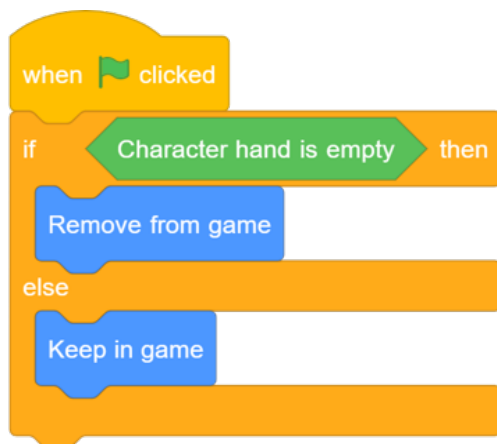 when clicked
if Character hand is empty then
Remove from game
else
Keep in game